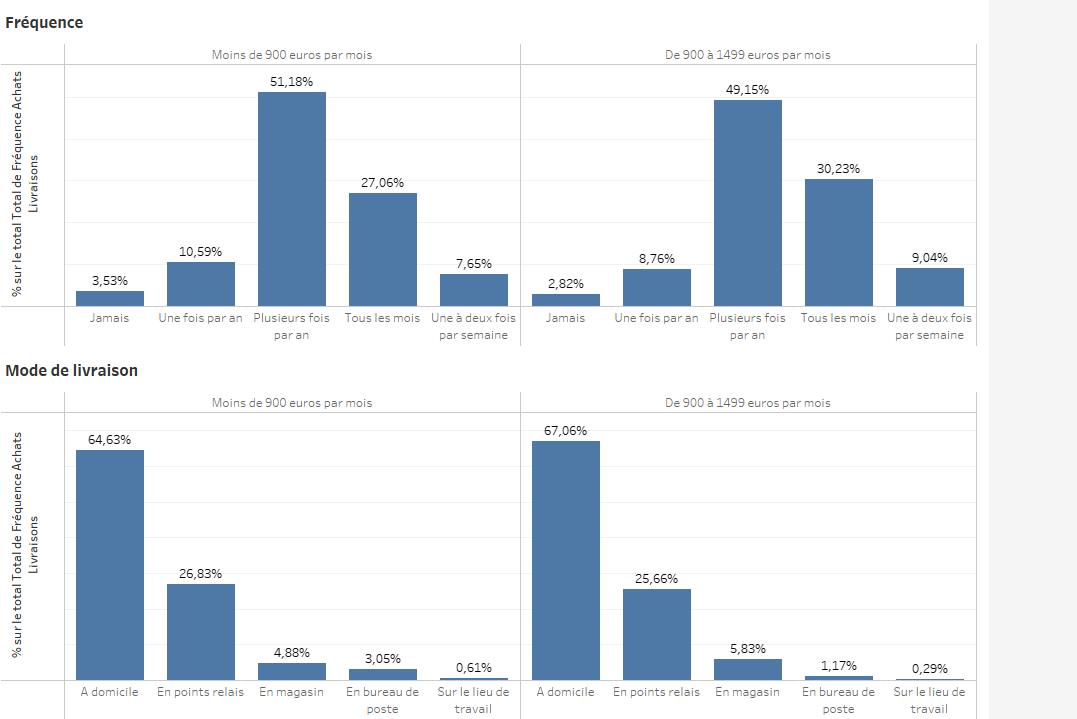 Fréquence
Moins de 900 euros par mois
De 900 à 1499 euros par mois
% sur le total Total de Fréquence Achats
Livraisons
51,18%
49,15%
27,06%
30,23%
10,59%
8,76%
7,65%
9,04%
3,53%
2,82%
Jamais
Une fois par an
Plusieurs fois
par an
Tous les mois
Une à deux fois
par semaine
Jamais
Une fois par an
Plusieurs fois
par an
Tous les mois
Une à deux fois
par semaine
Mode de livraison
Moins de 900 euros par mois
De 900 à 1499 euros par mois
% sur le total Total de Fréquence Achats
Livraisons
64,63%
67,06%
26,83%
25,66%
4,88%
5,83%
3,05%
1,17%
0,61%
0,29%
A domicile
En points relais
En magasin
En bureau de
poste
Sur le lieu de
travail
A domicile
En points relais
En magasin
En bureau de
poste
Sur le lieu de
travail